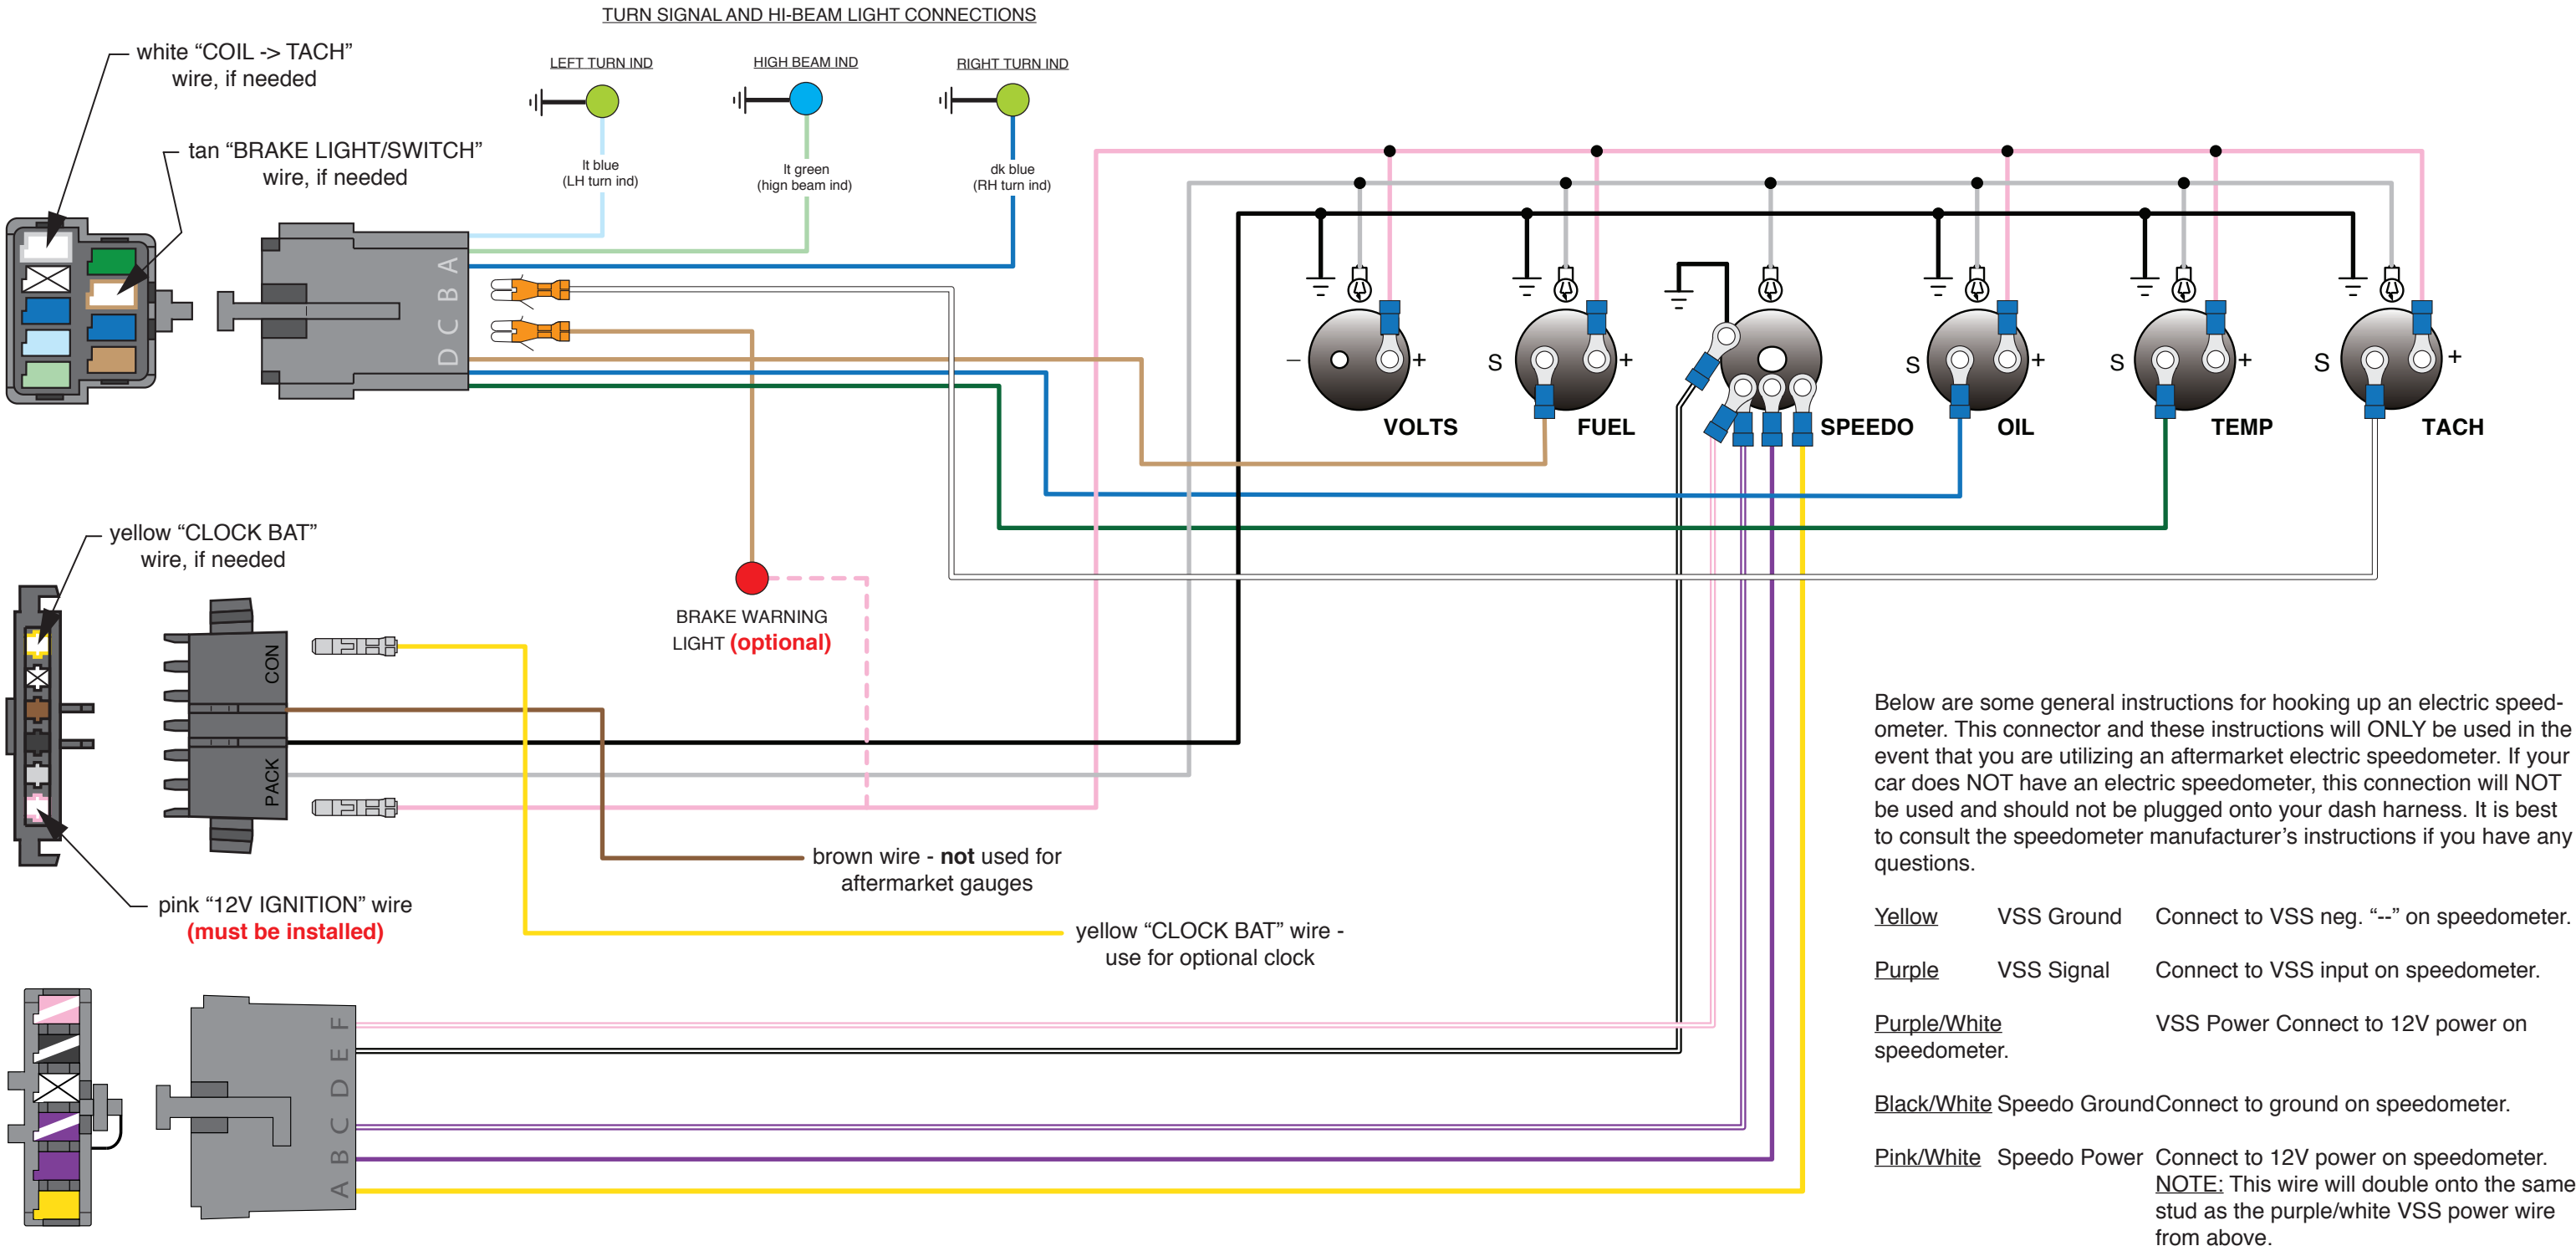 TURN SIGNAL AND HI-BEAM LIGHT CONNECTIONS
white “COIL -> TACH”
wire, if needed
LEFT TURN IND
HIGH BEAM IND
RIGHT TURN IND
tan “BRAKE LIGHT/SWITCH”
wire, if needed
lt blue
(LH turn ind)
lt green
(hign beam ind)
dk blue
(RH turn ind)
D C B A
–
+
VOLTS
S
+
FUEL
SPEEDO
S
+
OIL
S
+
TEMP
S
+
TACH
yellow “CLOCK BAT”
wire, if needed
BRAKE WARNING
LIGHT (optional)
CON
PACK
brown wire - not used for
aftermarket gauges
pink “12V IGNITION” wire
(must be installed)
yellow “CLOCK BAT” wire -
use for optional clock
A B C D E F
Below are some general instructions for hooking up an electric speed-
ometer. This connector and these instructions will ONLY be used in the
event that you are utilizing an aftermarket electric speedometer. If your
car does NOT have an electric speedometer, this connection will NOT
be used and should not be plugged onto your dash harness. It is best
to consult the speedometer manufacturer’s instructions if you have any
questions.
Yellow VSS Ground Connect to VSS neg. “--” on speedometer.
Purple VSS Signal Connect to VSS input on speedometer.
Purple/White VSS Power Connect to 12V power on
speedometer.
Black/White Speedo Ground Connect to ground on speedometer.
Pink/White Speedo Power Connect to 12V power on speedometer.
NOTE: This wire will double onto the same
stud as the purple/white VSS power wire
from above.